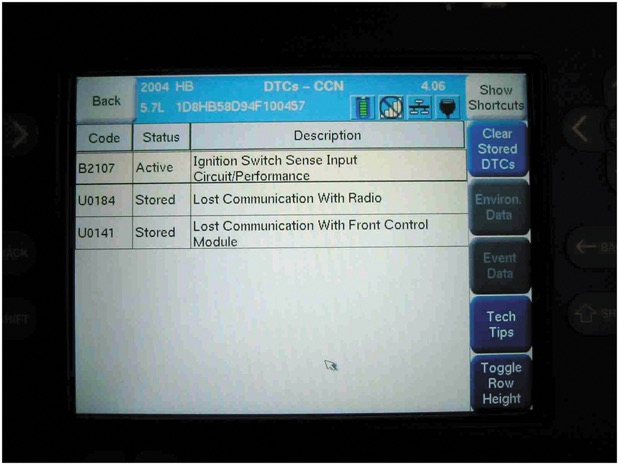 Back
2004 HB DTCs – CCN 4.06
5.7L 1D8HB58D94F100457
Show
Shortcuts
Code Status Description
B2107 Active Ignition Switch Sense Input
Circuit/Performance
U0184 Stored Lost Communication With Radio
U0141 Stored Lost Communication With Front Control
Module
Clear
Stored
DTCs
Environ.
Data
Event
Data
Tech
Tips
Toggle
Row
Height